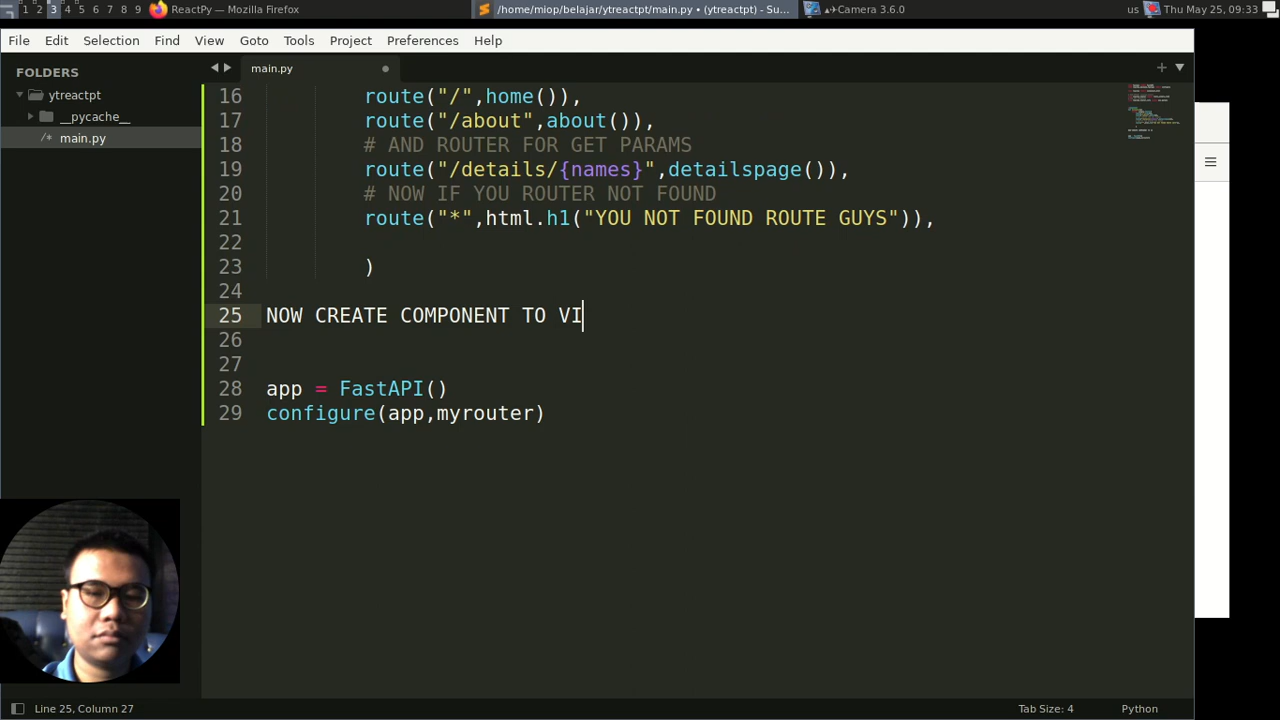 1 2 3 4 5 6 7 8 9 ReactPy — Mozilla Firefox /home/miop/belajar/ytreactpt/main.py • (ytreactpt) - Su... Camera 3.6.0 us Thu May 25, 09:33
File Edit Selection Find View Goto Tools Project Preferences Help
FOLDERS
ytreactpt
__pycache__
/* main.py
main.py
16 route("/",home()),
17 route("/about",about()),
18 # AND ROUTER FOR GET PARAMS
19 route("/details/{names}",detailspage()),
20 # NOW IF YOU ROUTER NOT FOUND
21 route("*",html.h1("YOU NOT FOUND ROUTE GUYS")),
22
23 )
24
25 NOW CREATE COMPONENT TO VI
26
27
28 app = FastAPI()
29 configure(app,myrouter)
Line 25, Column 27 Tab Size: 4 Python